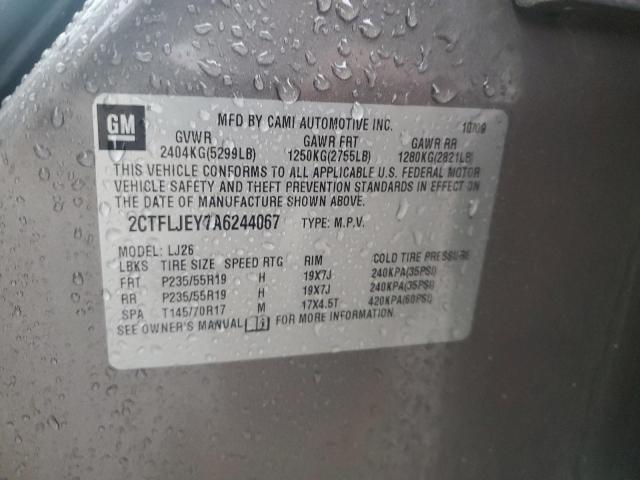 GM MFD BY CAMI AUTOMOTIVE INC. 10/09
GVWR GAWR FRT GAWR RR
2404KG(5299LB) 1250KG(2755LB) 1280KG(2821LB)
THIS VEHICLE CONFORMS TO ALL APPLICABLE U.S. FEDERAL MOTOR
VEHICLE SAFETY AND THEFT PREVENTION STANDARDS IN EFFECT ON
THE DATE OF MANUFACTURE SHOWN ABOVE.
2CTFLJEY7A6244067 TYPE: M.P.V.
MODEL: LJ26
LBKS TIRE SIZE SPEED RTG RIM COLD TIRE PRESSURE
FRT P235/55R19 H 19X7J 240KPA(35PSI)
RR P235/55R19 H 19X7J 240KPA(35PSI)
SPA T145/70R17 M 17X4.5T 420KPA(60PSI)
SEE OWNER'S MANUAL FOR MORE INFORMATION.